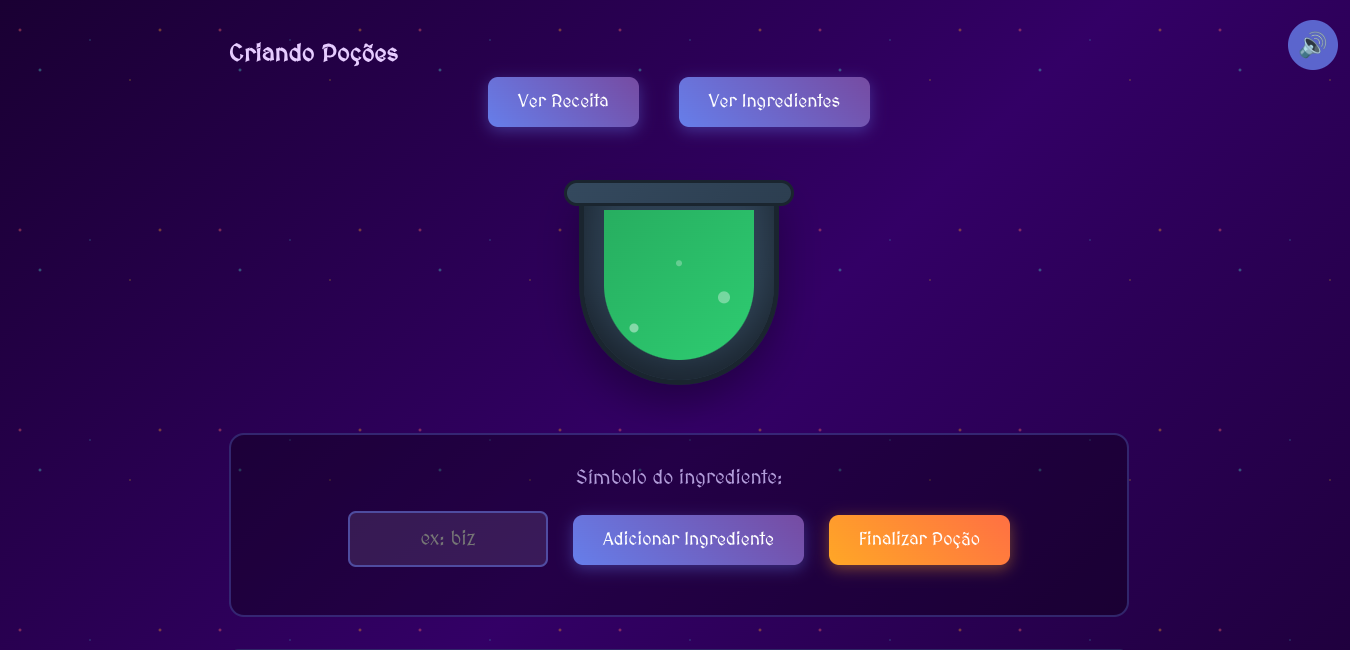 Criando Poções
Ver Receita
Ver Ingredientes
Símbolo do ingrediente:
ex: biz
Adicionar Ingrediente
Finalizar Poção